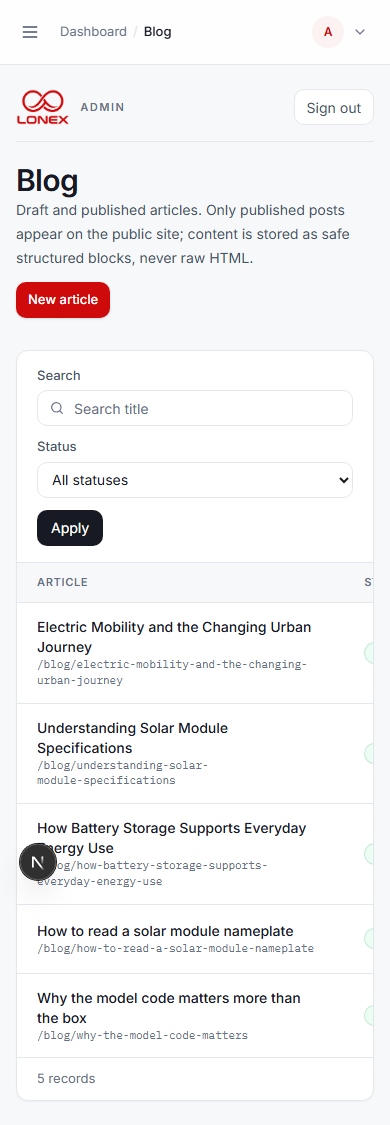 Dashboard / Blog
A
LONEX ADMIN
Sign out
Blog
Draft and published articles. Only published posts
appear on the public site; content is stored as safe
structured blocks, never raw HTML.
New article
Search
Search title
Status
All statuses
Apply
ARTICLE
Electric Mobility and the Changing Urban
Journey
/blog/electric-mobility-and-the-changing-
urban-journey
Understanding Solar Module
Specifications
/blog/understanding-solar-
module-specifications
How Battery Storage Supports Everyday
Energy Use
N
/blog/how-battery-storage-supports-
everyday-energy-use
How to read a solar module nameplate
/blog/how-to-read-a-solar-module-nameplate
Why the model code matters more than
the box
/blog/why-the-model-code-matters
5 records